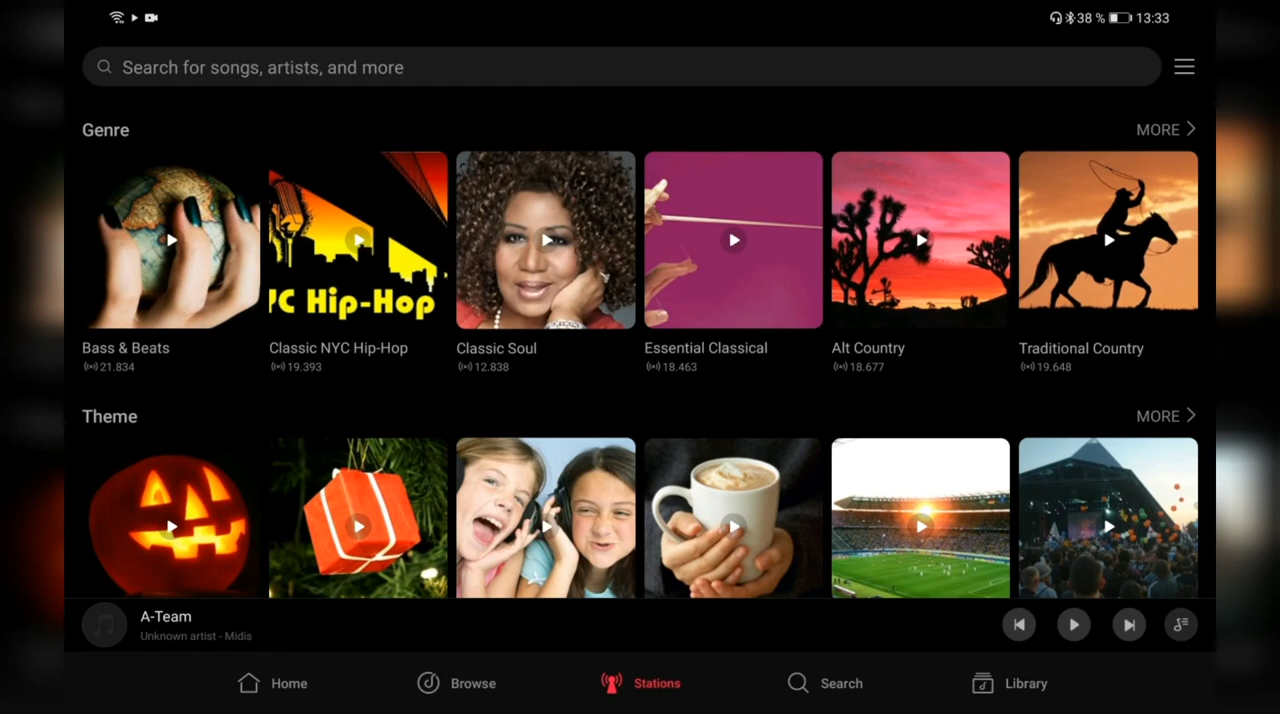 38 % 13:33
Search for songs, artists, and more
Genre
MORE
YC Hip-Hop
Bass & Beats
Classic NYC Hip-Hop
Classic Soul
Essential Classical
Alt Country
Traditional Country
21.834
19.393
12.838
18.463
18.677
19.648
Theme
MORE
A-Team
Unknown artist - Midis
Home
Browse
Stations
Search
Library